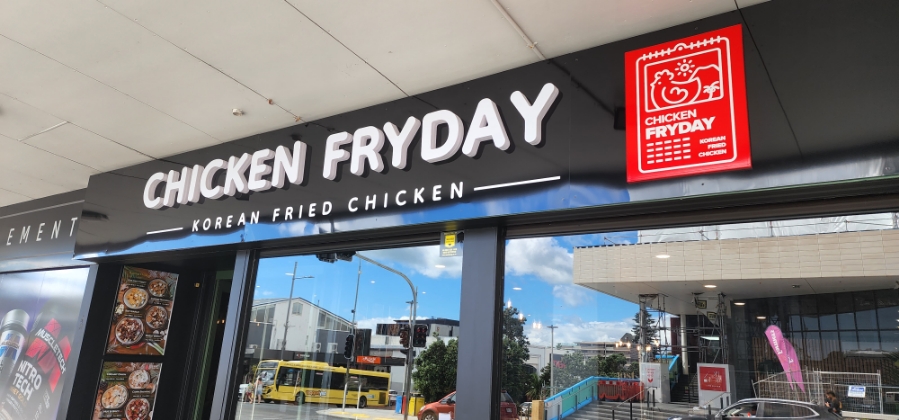 CHICKEN FRYDAY
KOREAN FRIED CHICKEN
CHICKEN
FRYDAY
KOREAN
FRIED
CHICKEN
EMENT
NITRO
TECH